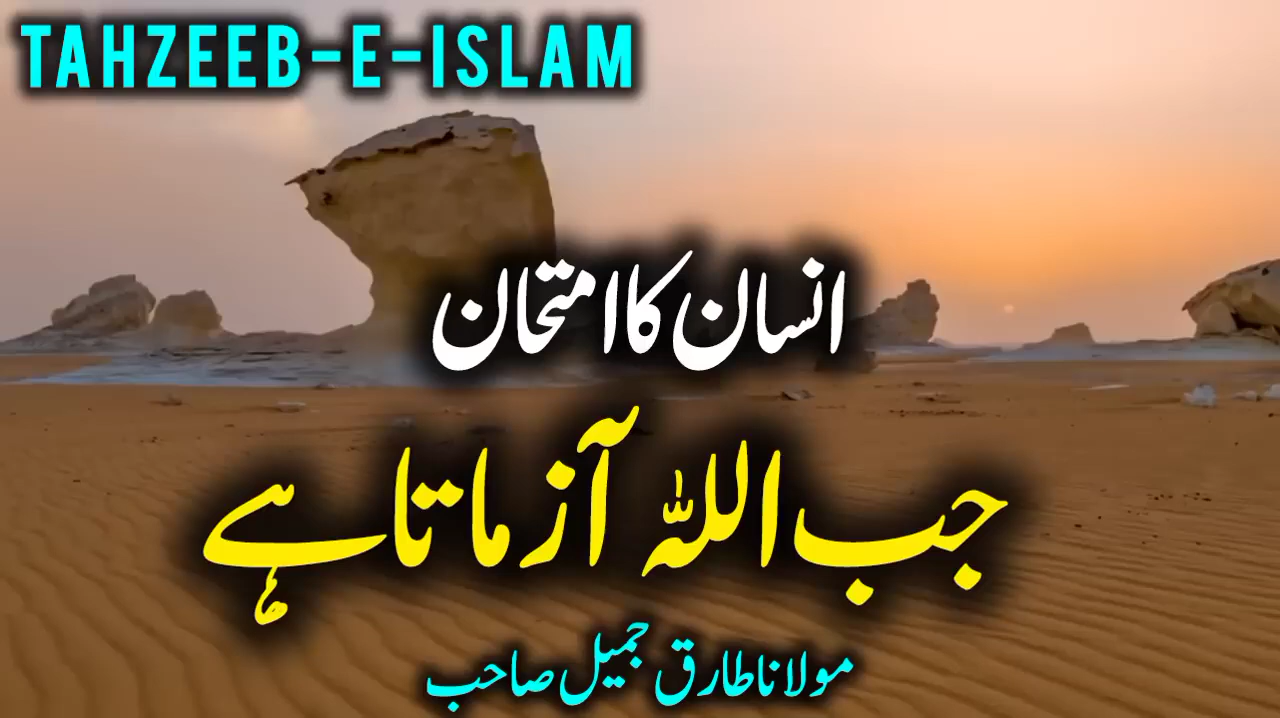 TAHZEEB-E-ISLAM
انسان کا امتحان
جب اللہ آزماتا ہے
مولانا طارق جمیل صاحب